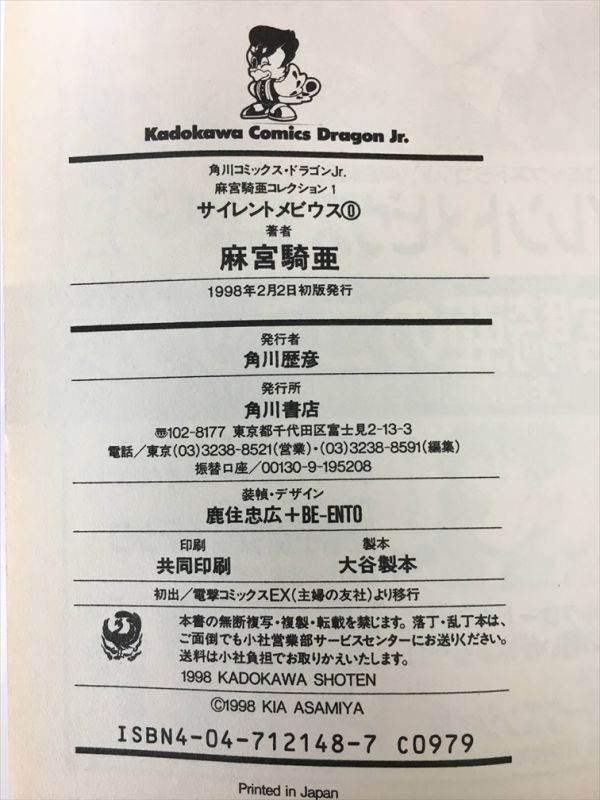 Kadokawa Comics Dragon Jr.
角川コミックス・ドラゴンJr.
麻宮騎亜コレクション1
サイレントメビウス⓪
著者
麻宮騎亜
1998年2月2日初版発行
発行者
角川歴彦
発行所
角川書店
〠102-8177 東京都千代田区富士見2-13-3
電話/東京(03)3238-8521(営業)・(03)3238-8591(編集)
振替口座/00130-9-195208
装幀・デザイン
鹿住忠広+BE-ENTO
印刷 製本
共同印刷 大谷製本
初出/電撃コミックスEX(主婦の友社)より移行
本書の無断複写・複製・転載を禁じます。落丁・乱丁本は、
ご面倒でも小社営業部サービスセンターにお送りください。
送料は小社負担でお取りかえいたします。
1998 KADOKAWA SHOTEN
©1998 KIA ASAMIYA
ISBN4-04-712148-7 C0979
Printed in Japan